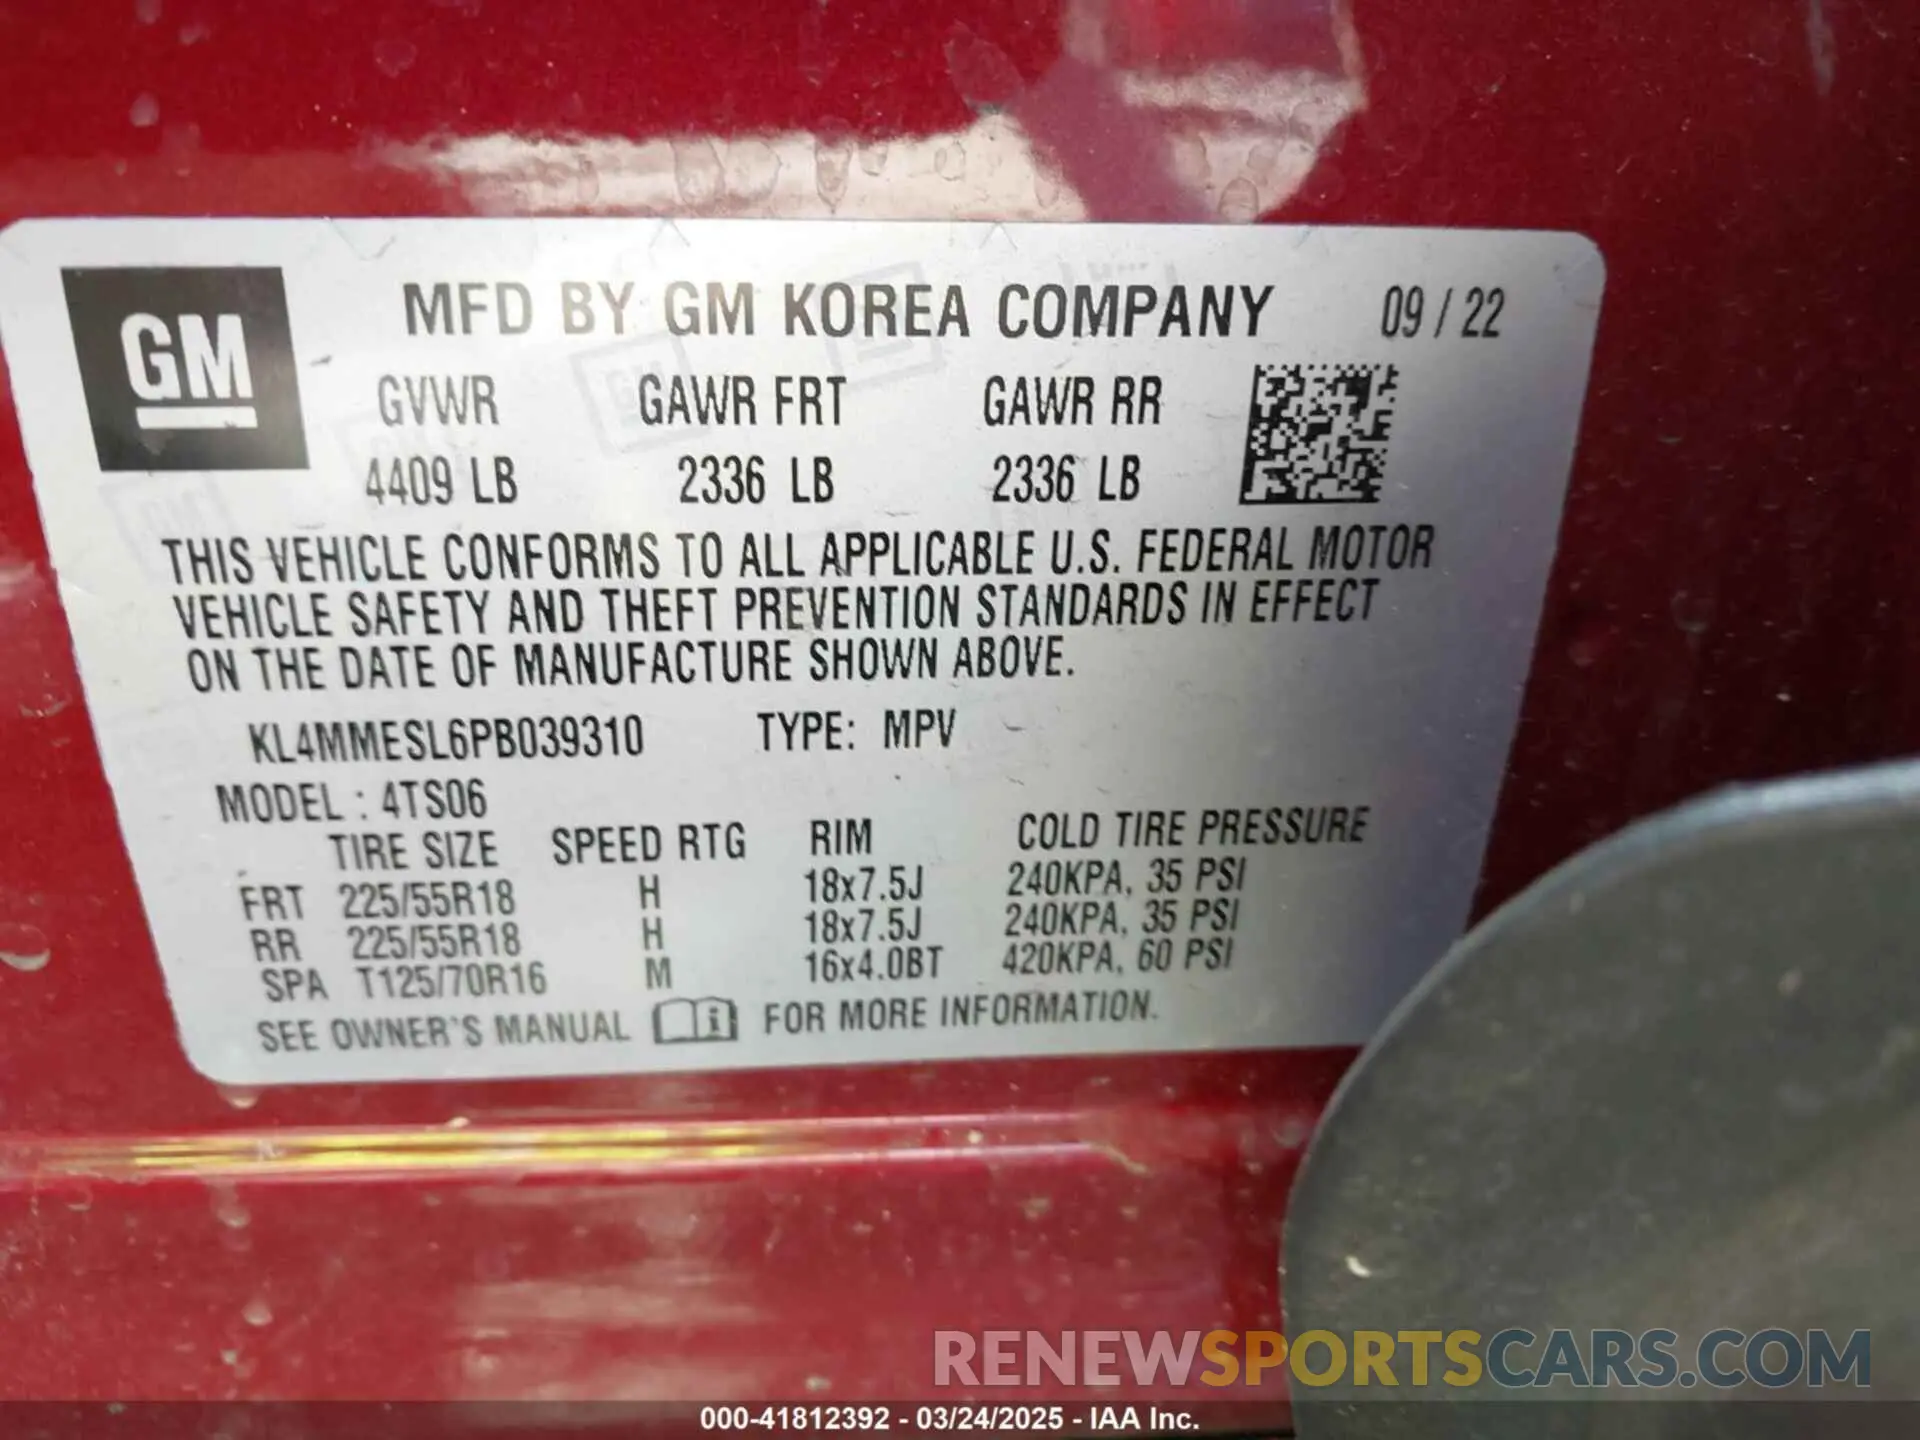 GM
MFD BY GM KOREA COMPANY 09 / 22
GVWR GAWR FRT GAWR RR
4409 LB 2336 LB 2336 LB
THIS VEHICLE CONFORMS TO ALL APPLICABLE U.S. FEDERAL MOTOR
VEHICLE SAFETY AND THEFT PREVENTION STANDARDS IN EFFECT
ON THE DATE OF MANUFACTURE SHOWN ABOVE.
KL4MMESL6PB039310 TYPE: MPV
MODEL : 4TS06
TIRE SIZE SPEED RTG RIM COLD TIRE PRESSURE
FRT 225/55R18 H 18x7.5J 240KPA, 35 PSI
RR 225/55R18 H 18x7.5J 240KPA, 35 PSI
SPA T125/70R16 M 16x4.0BT 420KPA, 60 PSI
SEE OWNER'S MANUAL i FOR MORE INFORMATION.
RENEWSPORTSCARS.COM
000-41812392 - 03/24/2025 - IAA Inc.